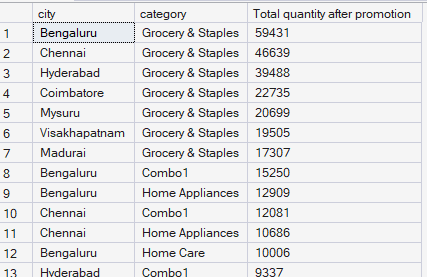 city category Total quantity after promotion
1 Bengaluru Grocery & Staples 59431
2 Chennai Grocery & Staples 46639
3 Hyderabad Grocery & Staples 39488
4 Coimbatore Grocery & Staples 22735
5 Mysuru Grocery & Staples 20699
6 Visakhapatnam Grocery & Staples 19505
7 Madurai Grocery & Staples 17307
8 Bengaluru Combo1 15250
9 Bengaluru Home Appliances 12909
10 Chennai Combo1 12081
11 Chennai Home Appliances 10686
12 Bengaluru Home Care 10006
13 Hyderabad Combo1 9337